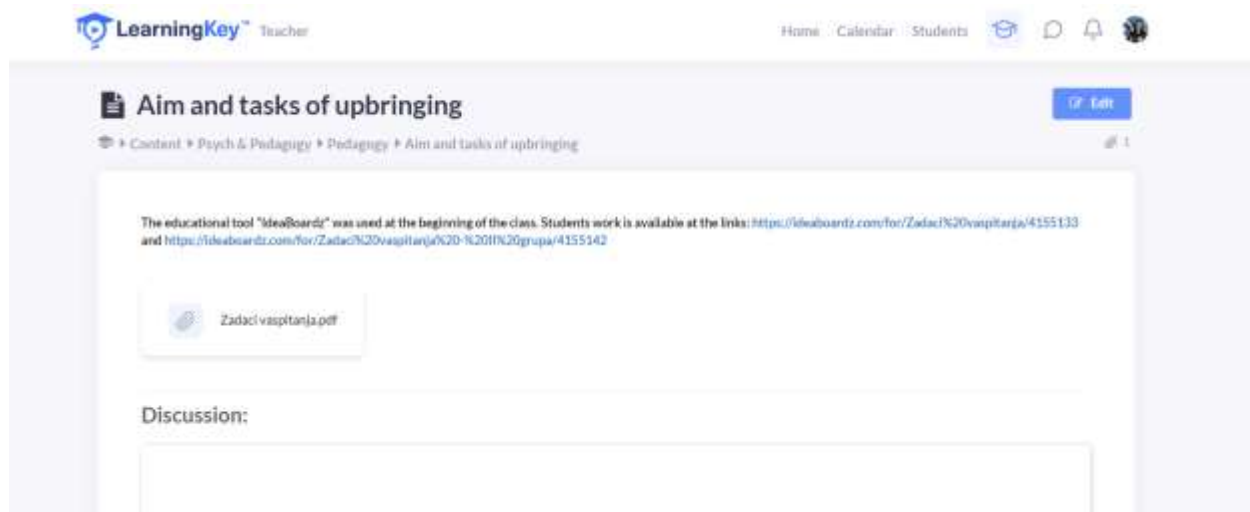 LearningKey™ Teacher
Home Calendar Students
Aim and tasks of upbringing
Edit
Content Psych & Pedagogy Pedagogy Aim and tasks of upbringing
1
The educational tool "IdeaBoardz" was used at the beginning of the class. Students work is available at the links: https://ideaboardz.com/for/Zadaci%20vaspitanja/4155133
and https://ideaboardz.com/for/Zadaci%20vaspitanja%20-%20II%20grupa/4155142
Zadaci vaspitanja.pdf
Discussion: